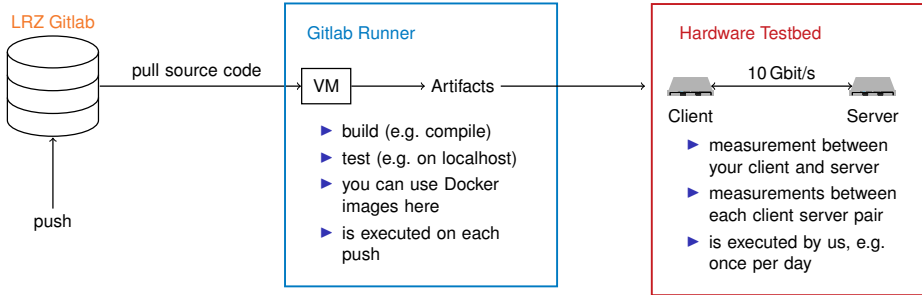 LRZ Gitlab
push
pull source code
Gitlab Runner
VM
Artifacts
▶ build (e.g. compile)
▶ test (e.g. on localhost)
▶ you can use Docker
images here
▶ is executed on each
push
Hardware Testbed
10 Gbit/s
Client
Server
▶ measurement between
your client and server
▶ measurements between
each client server pair
▶ is executed by us, e.g.
once per day